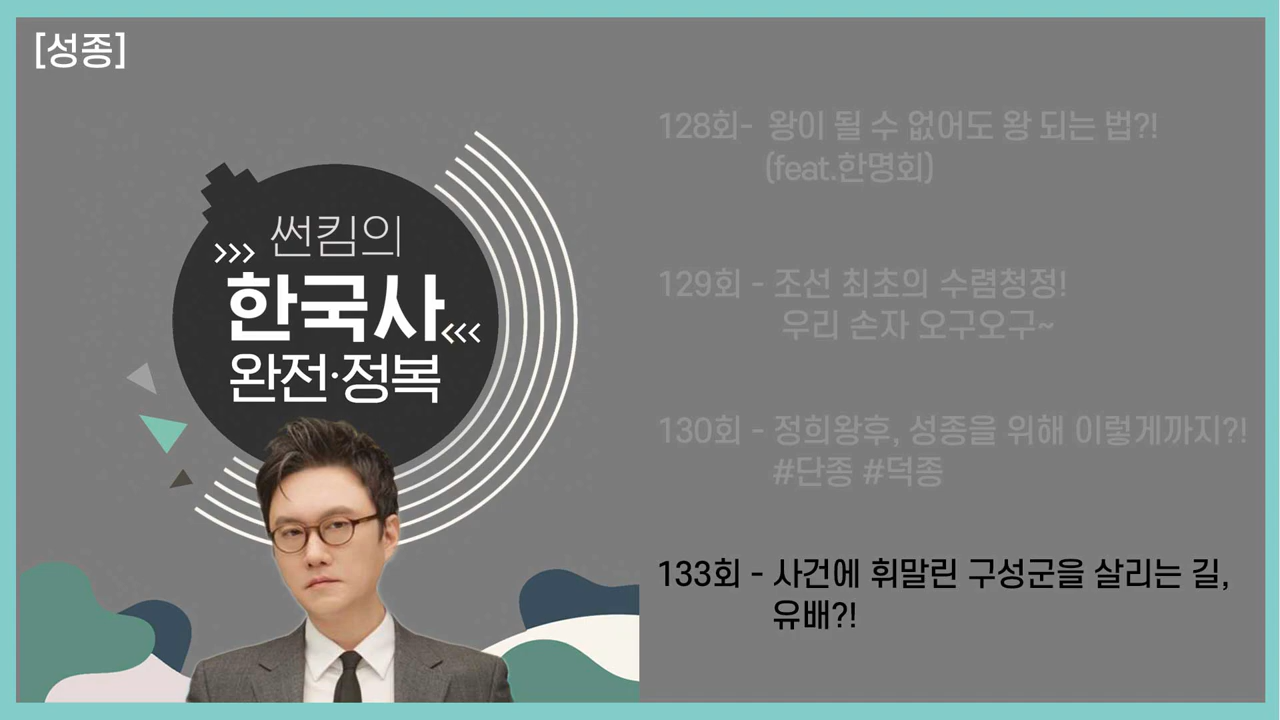 [성종]
썬킴의
>>> 한국사 <<<
완전·정복
128회- 왕이 될 수 없어도 왕 되는 법?!
(feat.한명회)
129회 - 조선 최초의 수렴청정!
우리 손자 오구오구~
130회 - 정희왕후, 성종을 위해 이렇게까지?!
#단종 #덕종
133회 - 사건에 휘말린 구성군을 살리는 길,
유배?!